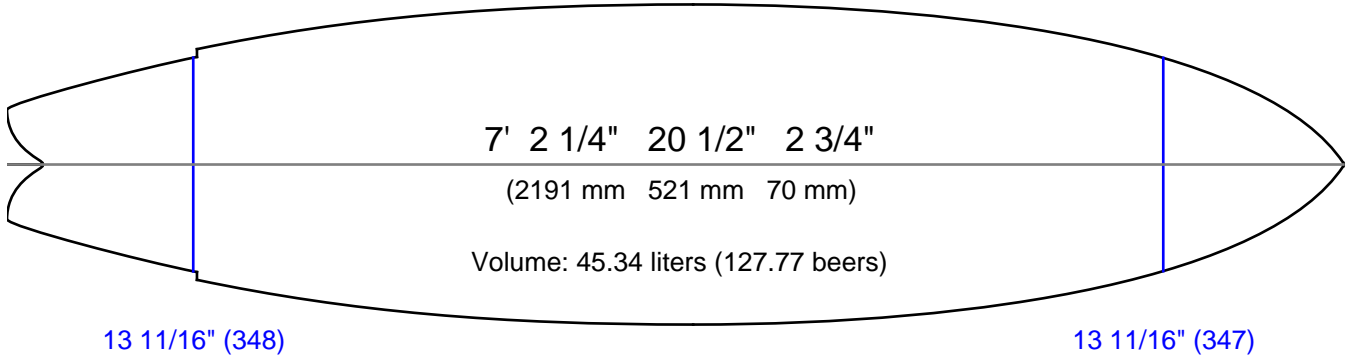 7' 2 1/4" 20 1/2" 2 3/4"
(2191 mm 521 mm 70 mm)
Volume: 45.34 liters (127.77 beers)
13 11/16" (348)
13 11/16" (347)